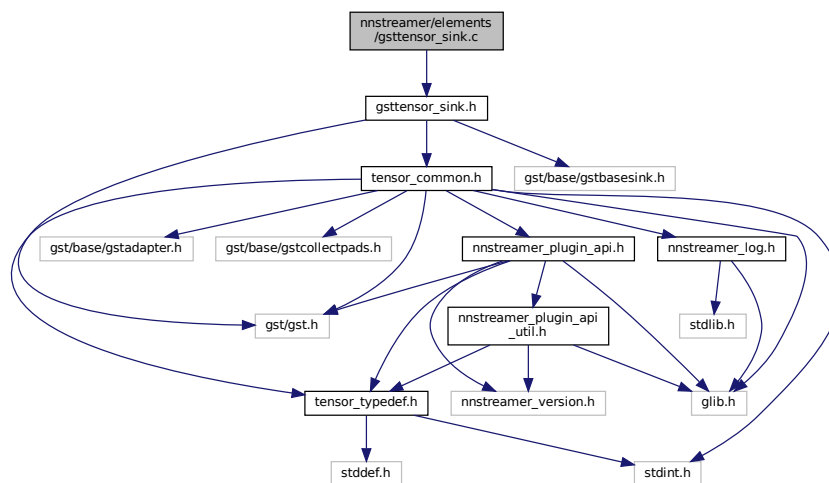 nnstreamer/elements
/gsttensor_sink.c
gsttensor_sink.h
tensor_common.h
gst/base/gstbasesink.h
gst/base/gstadapter.h
gst/base/gstcollectpads.h
nnstreamer_plugin_api.h
nnstreamer_log.h
gst/gst.h
nnstreamer_plugin_api
_util.h
stdlib.h
tensor_typedef.h
nnstreamer_version.h
glib.h
stddef.h
stdint.h